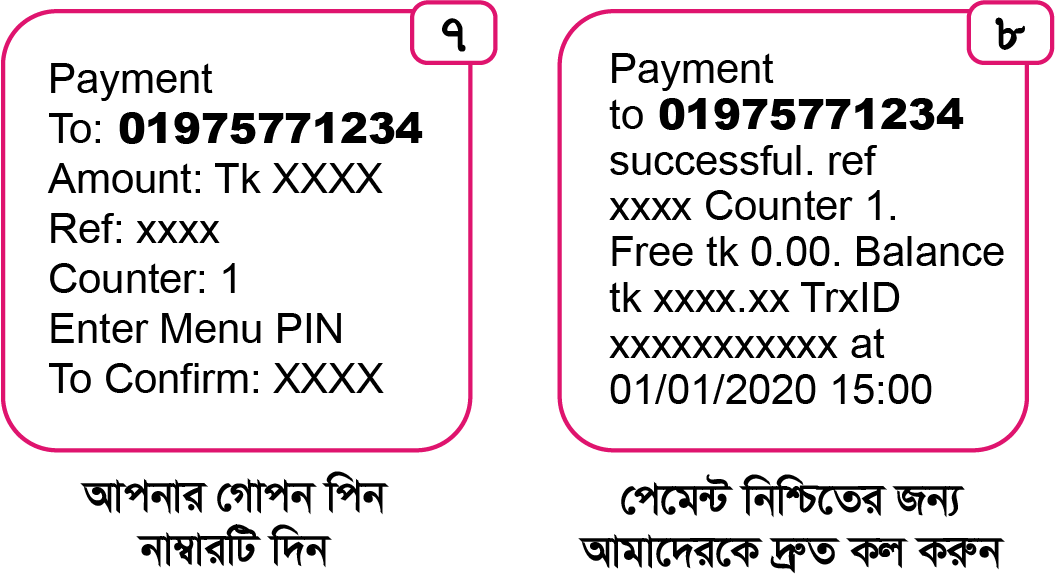 ৭
Payment
To: 01975771234
Amount: Tk XXXX
Ref: xxxx
Counter: 1
Enter Menu PIN
To Confirm: XXXX
আপনার গোপন পিন
নাম্বারটি দিন
৮
Payment
to 01975771234
successful. ref
xxxx Counter 1.
Free tk 0.00. Balance
tk xxxx.xx TrxID
xxxxxxxxxxx at
01/01/2020 15:00
পেমেন্ট নিশ্চিতের জন্য
আমাদেরকে দ্রুত কল করুন